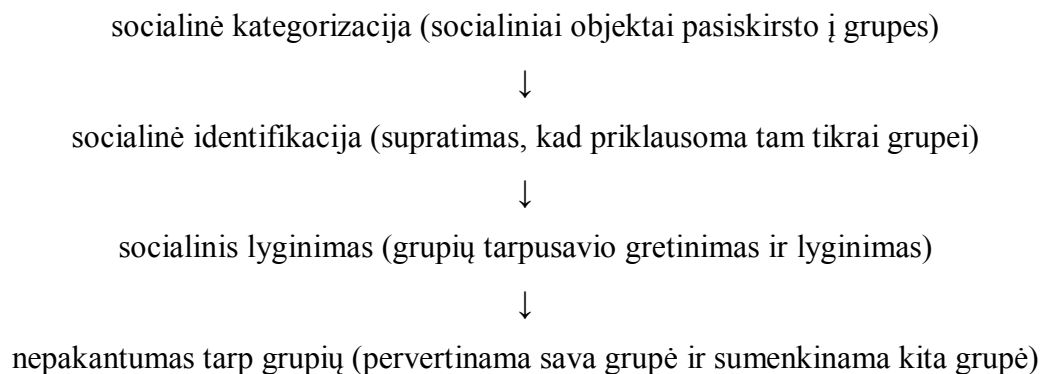 socialinė kategorizacija (socialiniai objektai pasiskirsto į grupes)
↓
socialinė identifikacija (supratimas, kad priklausoma tam tikrai grupei)
↓
socialinis lyginimas (grupių tarpusavio gretinimas ir lyginimas)
↓
nepakantumas tarp grupių (pervertinama sava grupė ir sumenkinama kita grupė)